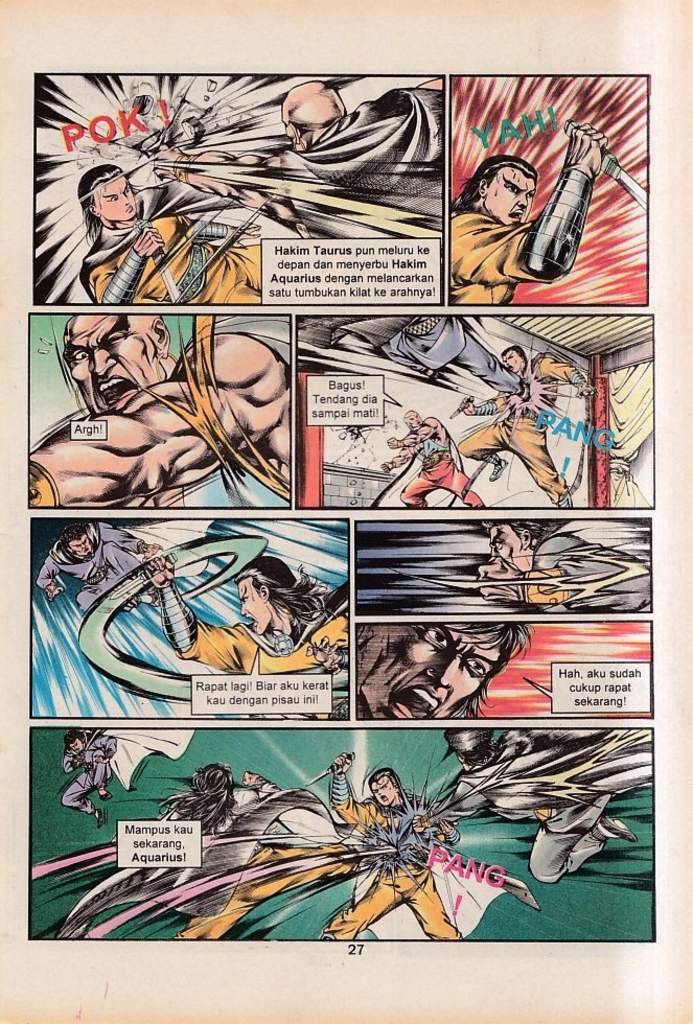 POK !
Hakim Taurus pun meluru ke
depan dan menyerbu Hakim
Aquarius dengan melancarkan
satu tumbukan kilat ke arahnya!
YAH!
Argh!
Bagus!
Tendang dia
sampai mati!
PANG
!
Rapat lagi! Biar aku kerat
kau dengan pisau ini!
Hah, aku sudah
cukup rapat
sekarang!
Mampus kau
sekarang,
Aquarius!
PANG
!
27